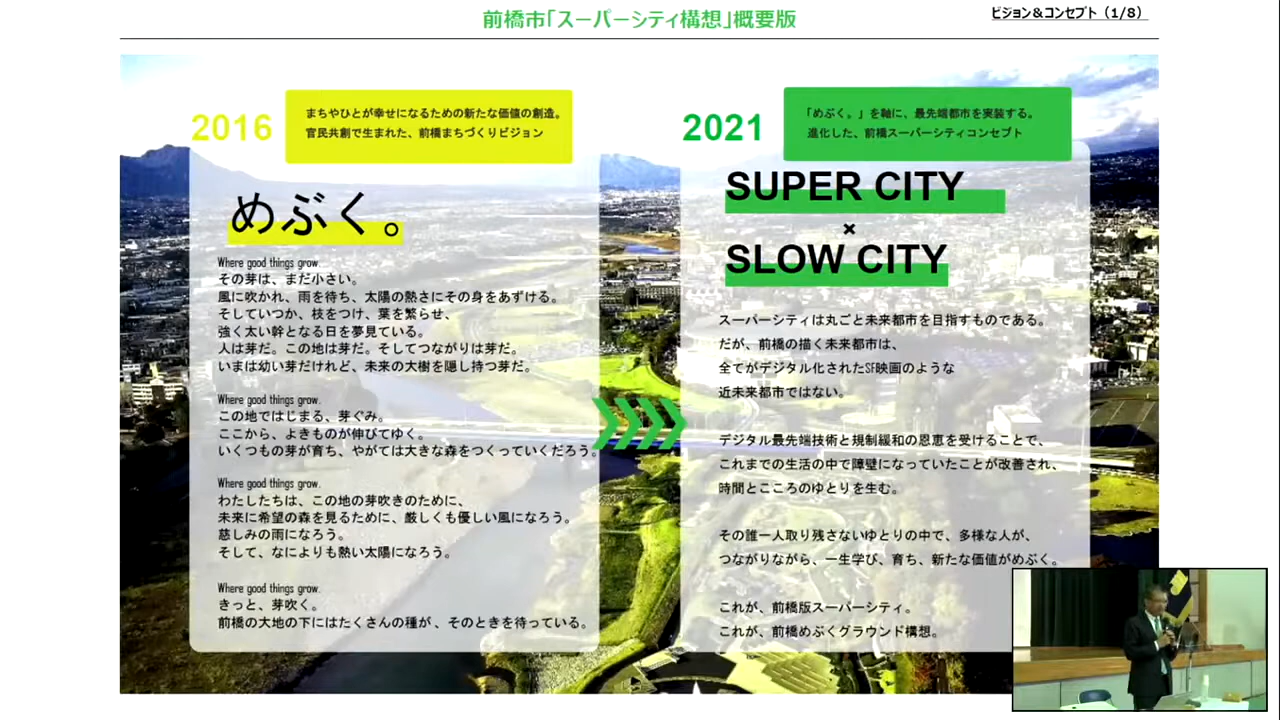 前橋市「スーパーシティ構想」概要版
ビジョン&コンセプト（1/8）
2016
まちやひとが幸せになるための新たな価値の創造。
官民共創で生まれた、前橋まちづくりビジョン
めぶく。
Where good things grow.
その芽は、まだ小さい。
風に吹かれ、雨を待ち、太陽の熱さにその身をあずける。
そしていつか、枝をつけ、葉を繁らせ、
強く太い幹となる日を夢見ている。
人は芽だ。この地は芽だ。そしてつながりは芽だ。
いまは幼い芽だけれど、未来の大樹を隠し持つ芽だ。
Where good things grow.
この地ではじまる、芽ぐみ。
ここから、よきものが伸びてゆく。
いくつもの芽が育ち、やがては大きな森をつくっていくだろう。
Where good things grow.
わたしたちは、この地の芽吹きのために、
未来に希望の森を見るために、厳しくも優しい風になろう。
慈しみの雨になろう。
そして、なによりも熱い太陽になろう。
Where good things grow.
きっと、芽吹く。
前橋の大地の下にはたくさんの種が、そのときを待っている。
2021
「めぶく。」を軸に、最先端都市を実装する。
進化した、前橋スーパーシティコンセプト
SUPER CITY
×
SLOW CITY
スーパーシティは丸ごと未来都市を目指すものである。
だが、前橋の描く未来都市は、
全てがデジタル化されたSF映画のような
近未来都市ではない。
デジタル最先端技術と規制緩和の恩恵を受けることで、
これまでの生活の中で障壁になっていたことが改善され、
時間とこころのゆとりを生む。
その誰一人取り残さないゆとりの中で、多様な人が、
つながりながら、一生学び、育ち、新たな価値がめぶく。
これが、前橋版スーパーシティ。
これが、前橋めぶくグラウンド構想。